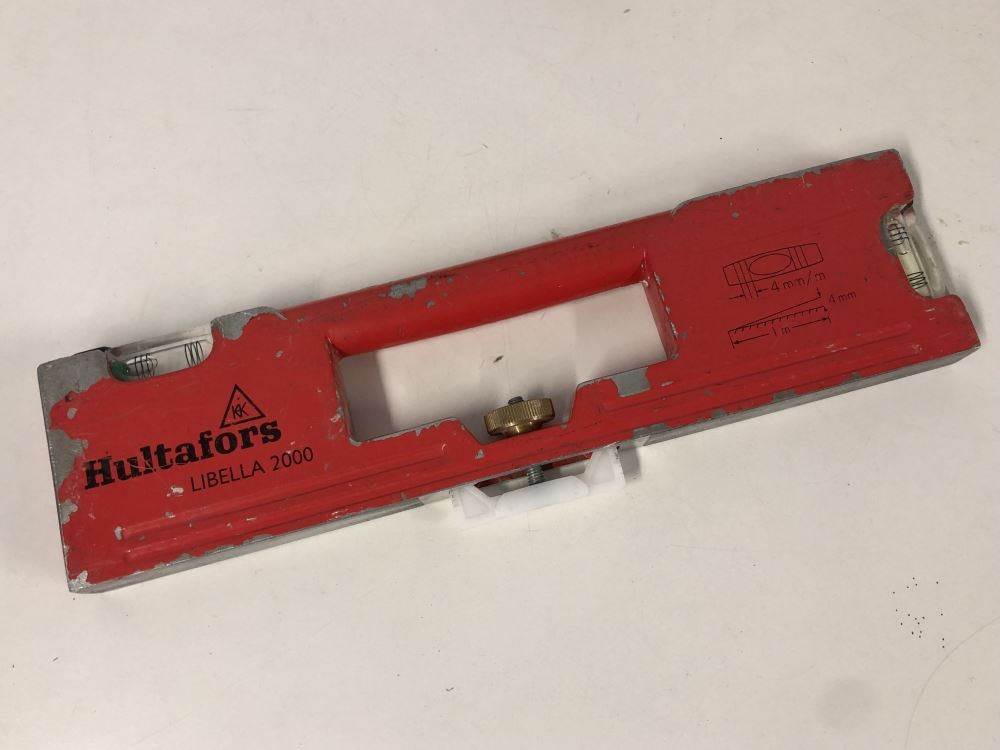 KK
Hultafors
LIBELLA 2000
4 mm/m
4 mm
1 m